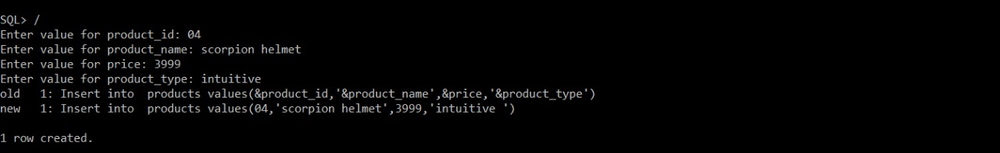 SQL> /
Enter value for product_id: 04
Enter value for product_name: scorpion helmet
Enter value for price: 3999
Enter value for product_type: intuitive
old   1: Insert into  products values(&product_id,'&product_name',&price,'&product_type')
new   1: Insert into  products values(04,'scorpion helmet',3999,'intuitive ')
1 row created.